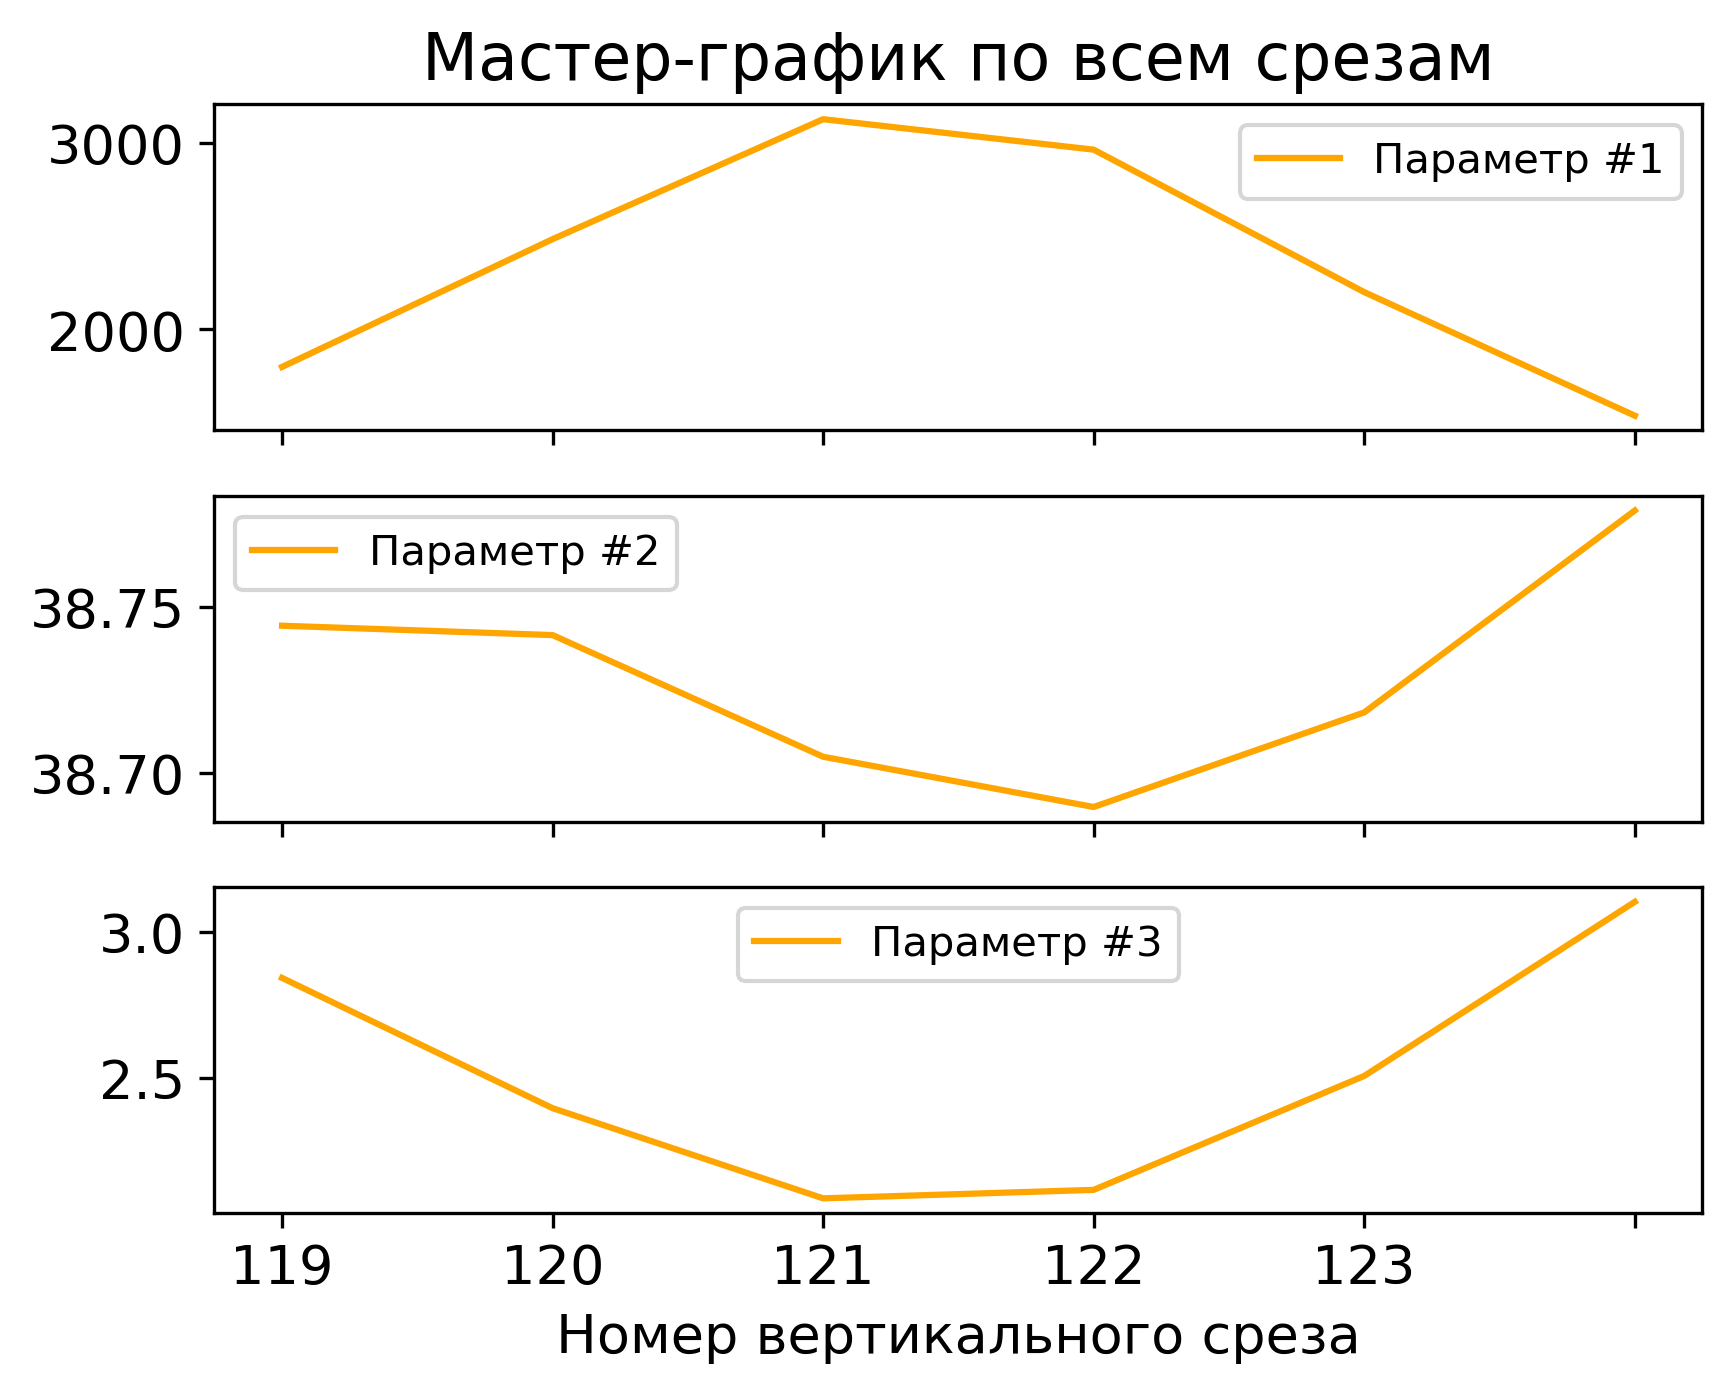 Мастер-график по всем срезам
3000
2000
Параметр #1
38.75
38.70
Параметр #2
3.0
2.5
Параметр #3
119 120 121 122 123
Номер вертикального среза